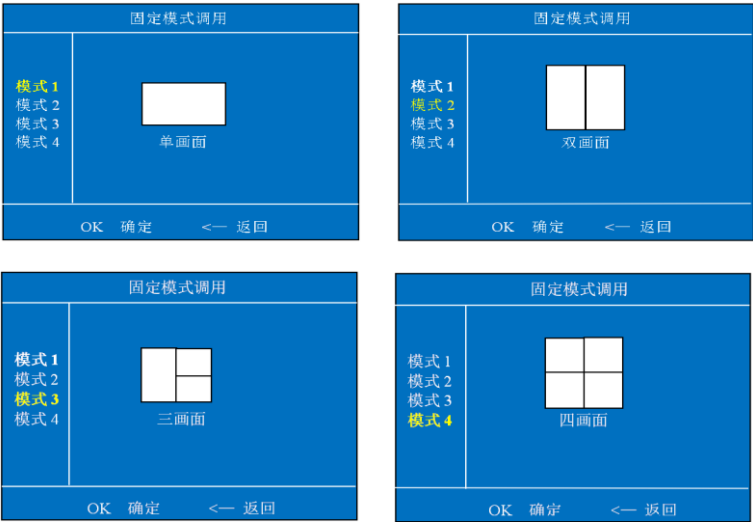 固定模式调用
模式 1
模式 2
模式 3
模式 4
单画面
OK 确定 <— 返回
固定模式调用
模式 1
模式 2
模式 3
模式 4
双画面
OK 确定 <— 返回
固定模式调用
模式 1
模式 2
模式 3
模式 4
三画面
OK 确定 <— 返回
固定模式调用
模式 1
模式 2
模式 3
模式 4
四画面
OK 确定 <— 返回